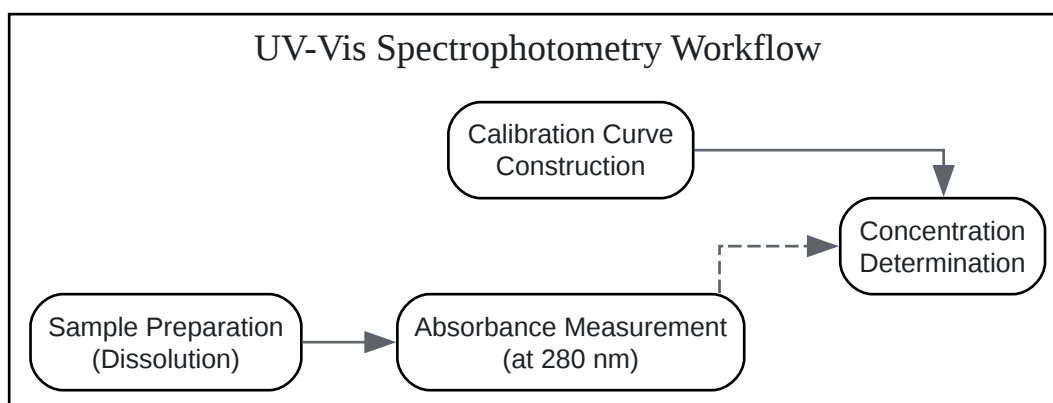 UV-Vis Spectrophotometry Workflow
Calibration Curve
Construction
Concentration
Determination
Sample Preparation
(Dissolution)
Absorbance Measurement
(at 280 nm)